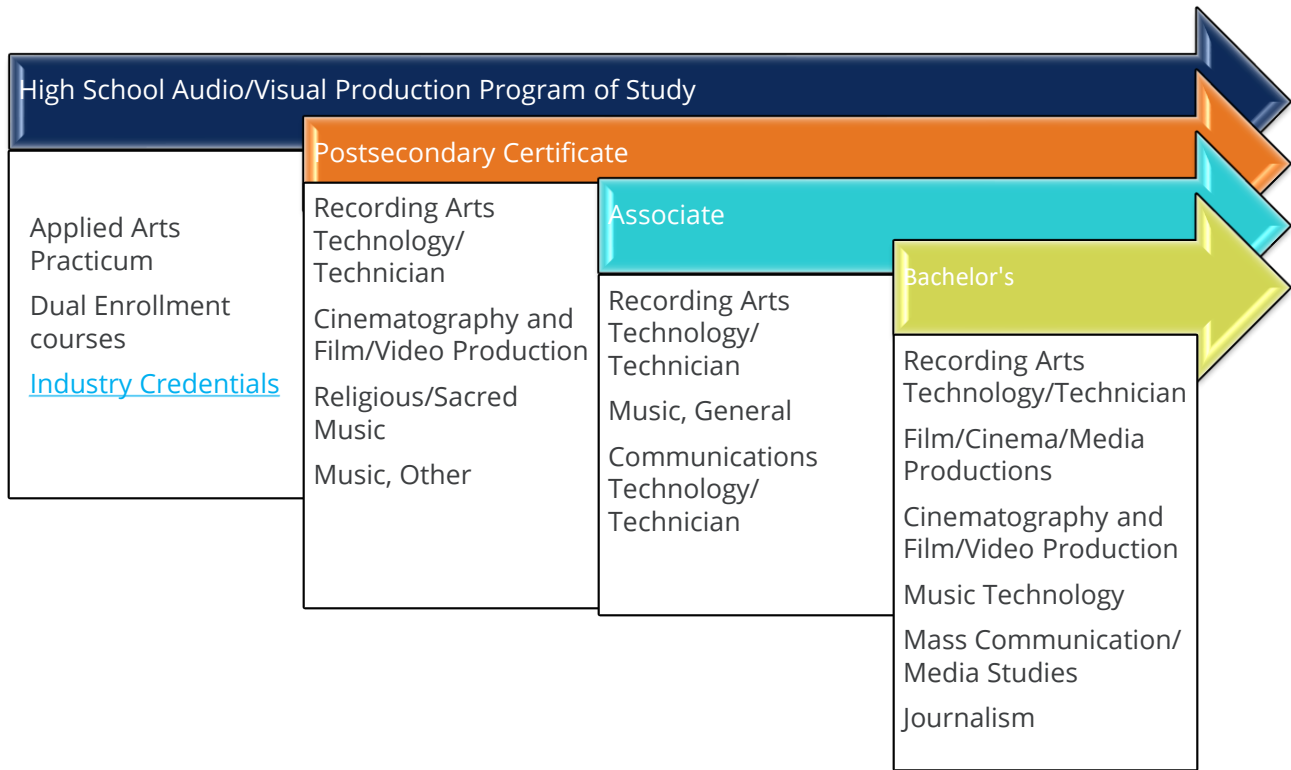 High School Audio/Visual Production Program of Study
Applied Arts
Practicum
Dual Enrollment
courses
Industry Credentials
Postsecondary Certificate
Recording Arts
Technology/
Technician
Cinematography and
Film/Video Production
Religious/Sacred
Music
Music, Other
Associate
Recording Arts
Technology/
Technician
Music, General
Communications
Technology/
Technician
Bachelor's
Recording Arts
Technology/Technician
Film/Cinema/Media
Productions
Cinematography and
Film/Video Production
Music Technology
Mass Communication/
Media Studies
Journalism